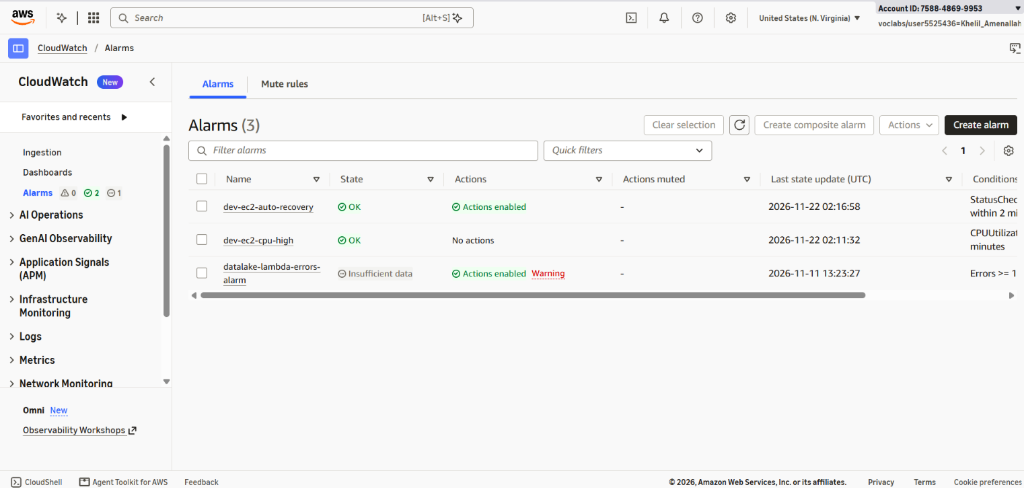 aws
Search [Alt+S]
United States (N. Virginia)
Account ID: 7588-4869-9953
voclabs/user5525436=Khelil_Amenallah
CloudWatch / Alarms
CloudWatch New
Favorites and recents
Ingestion
Dashboards
Alarms 0 2 1
AI Operations
GenAI Observability
Application Signals
(APM)
Infrastructure
Monitoring
Logs
Metrics
Network Monitoring
Omni New
Observability Workshops
Alarms Mute rules
Alarms (3)
Clear selection Create composite alarm Actions Create alarm
Filter alarms Quick filters 1
Name State Actions Actions muted Last state update (UTC) Conditions
dev-ec2-auto-recovery OK Actions enabled - 2026-11-22 02:16:58 StatusChec
within 2 mi
dev-ec2-cpu-high OK No actions - 2026-11-22 02:11:32 CPUUtilizat
minutes
datalake-lambda-errors-
alarm Insufficient data Actions enabled Warning - 2026-11-11 13:23:27 Errors >= 1
CloudShell Agent Toolkit for AWS Feedback © 2026, Amazon Web Services, Inc. or its affiliates. Privacy Terms Cookie preferences